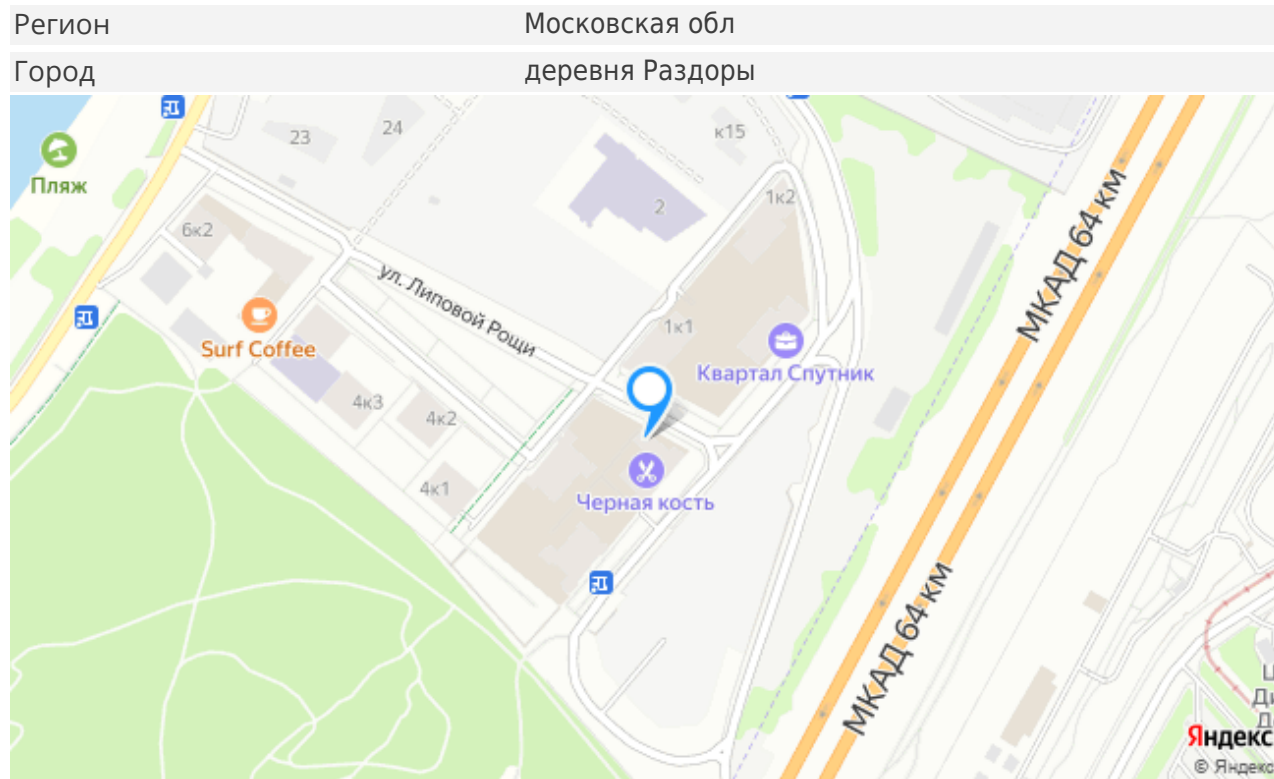 Регион Московская обл
Город деревня Раздоры
23
24
к15
Пляж
2
1к2
6к2
МКАД 64 км
ул. Липовой Рощи
1к1
Surf Coffee
Квартал Спутник
4к3
4к2
4к1
Черная кость
МКАД 64 км
Яндекс